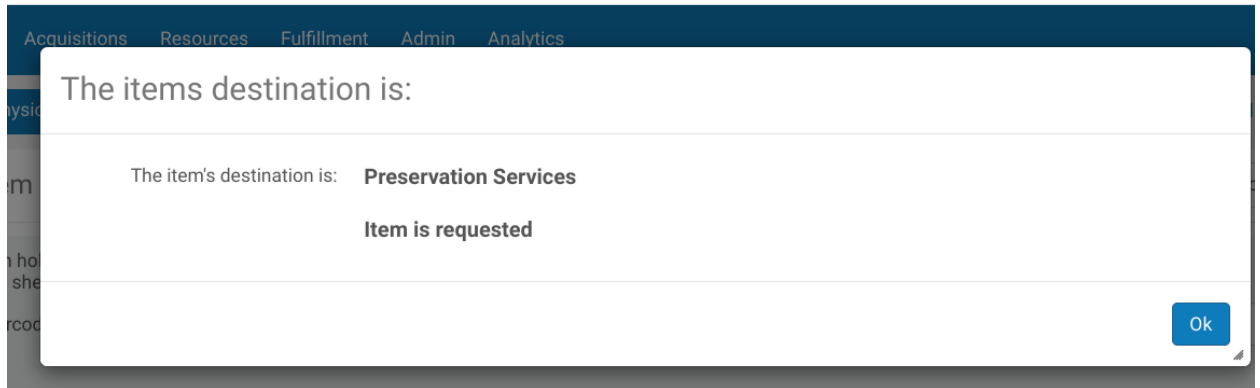 Acquisitions Resources Fulfillment Admin Analytics
The items destination is:
The item's destination is: Preservation Services
Item is requested
Ok